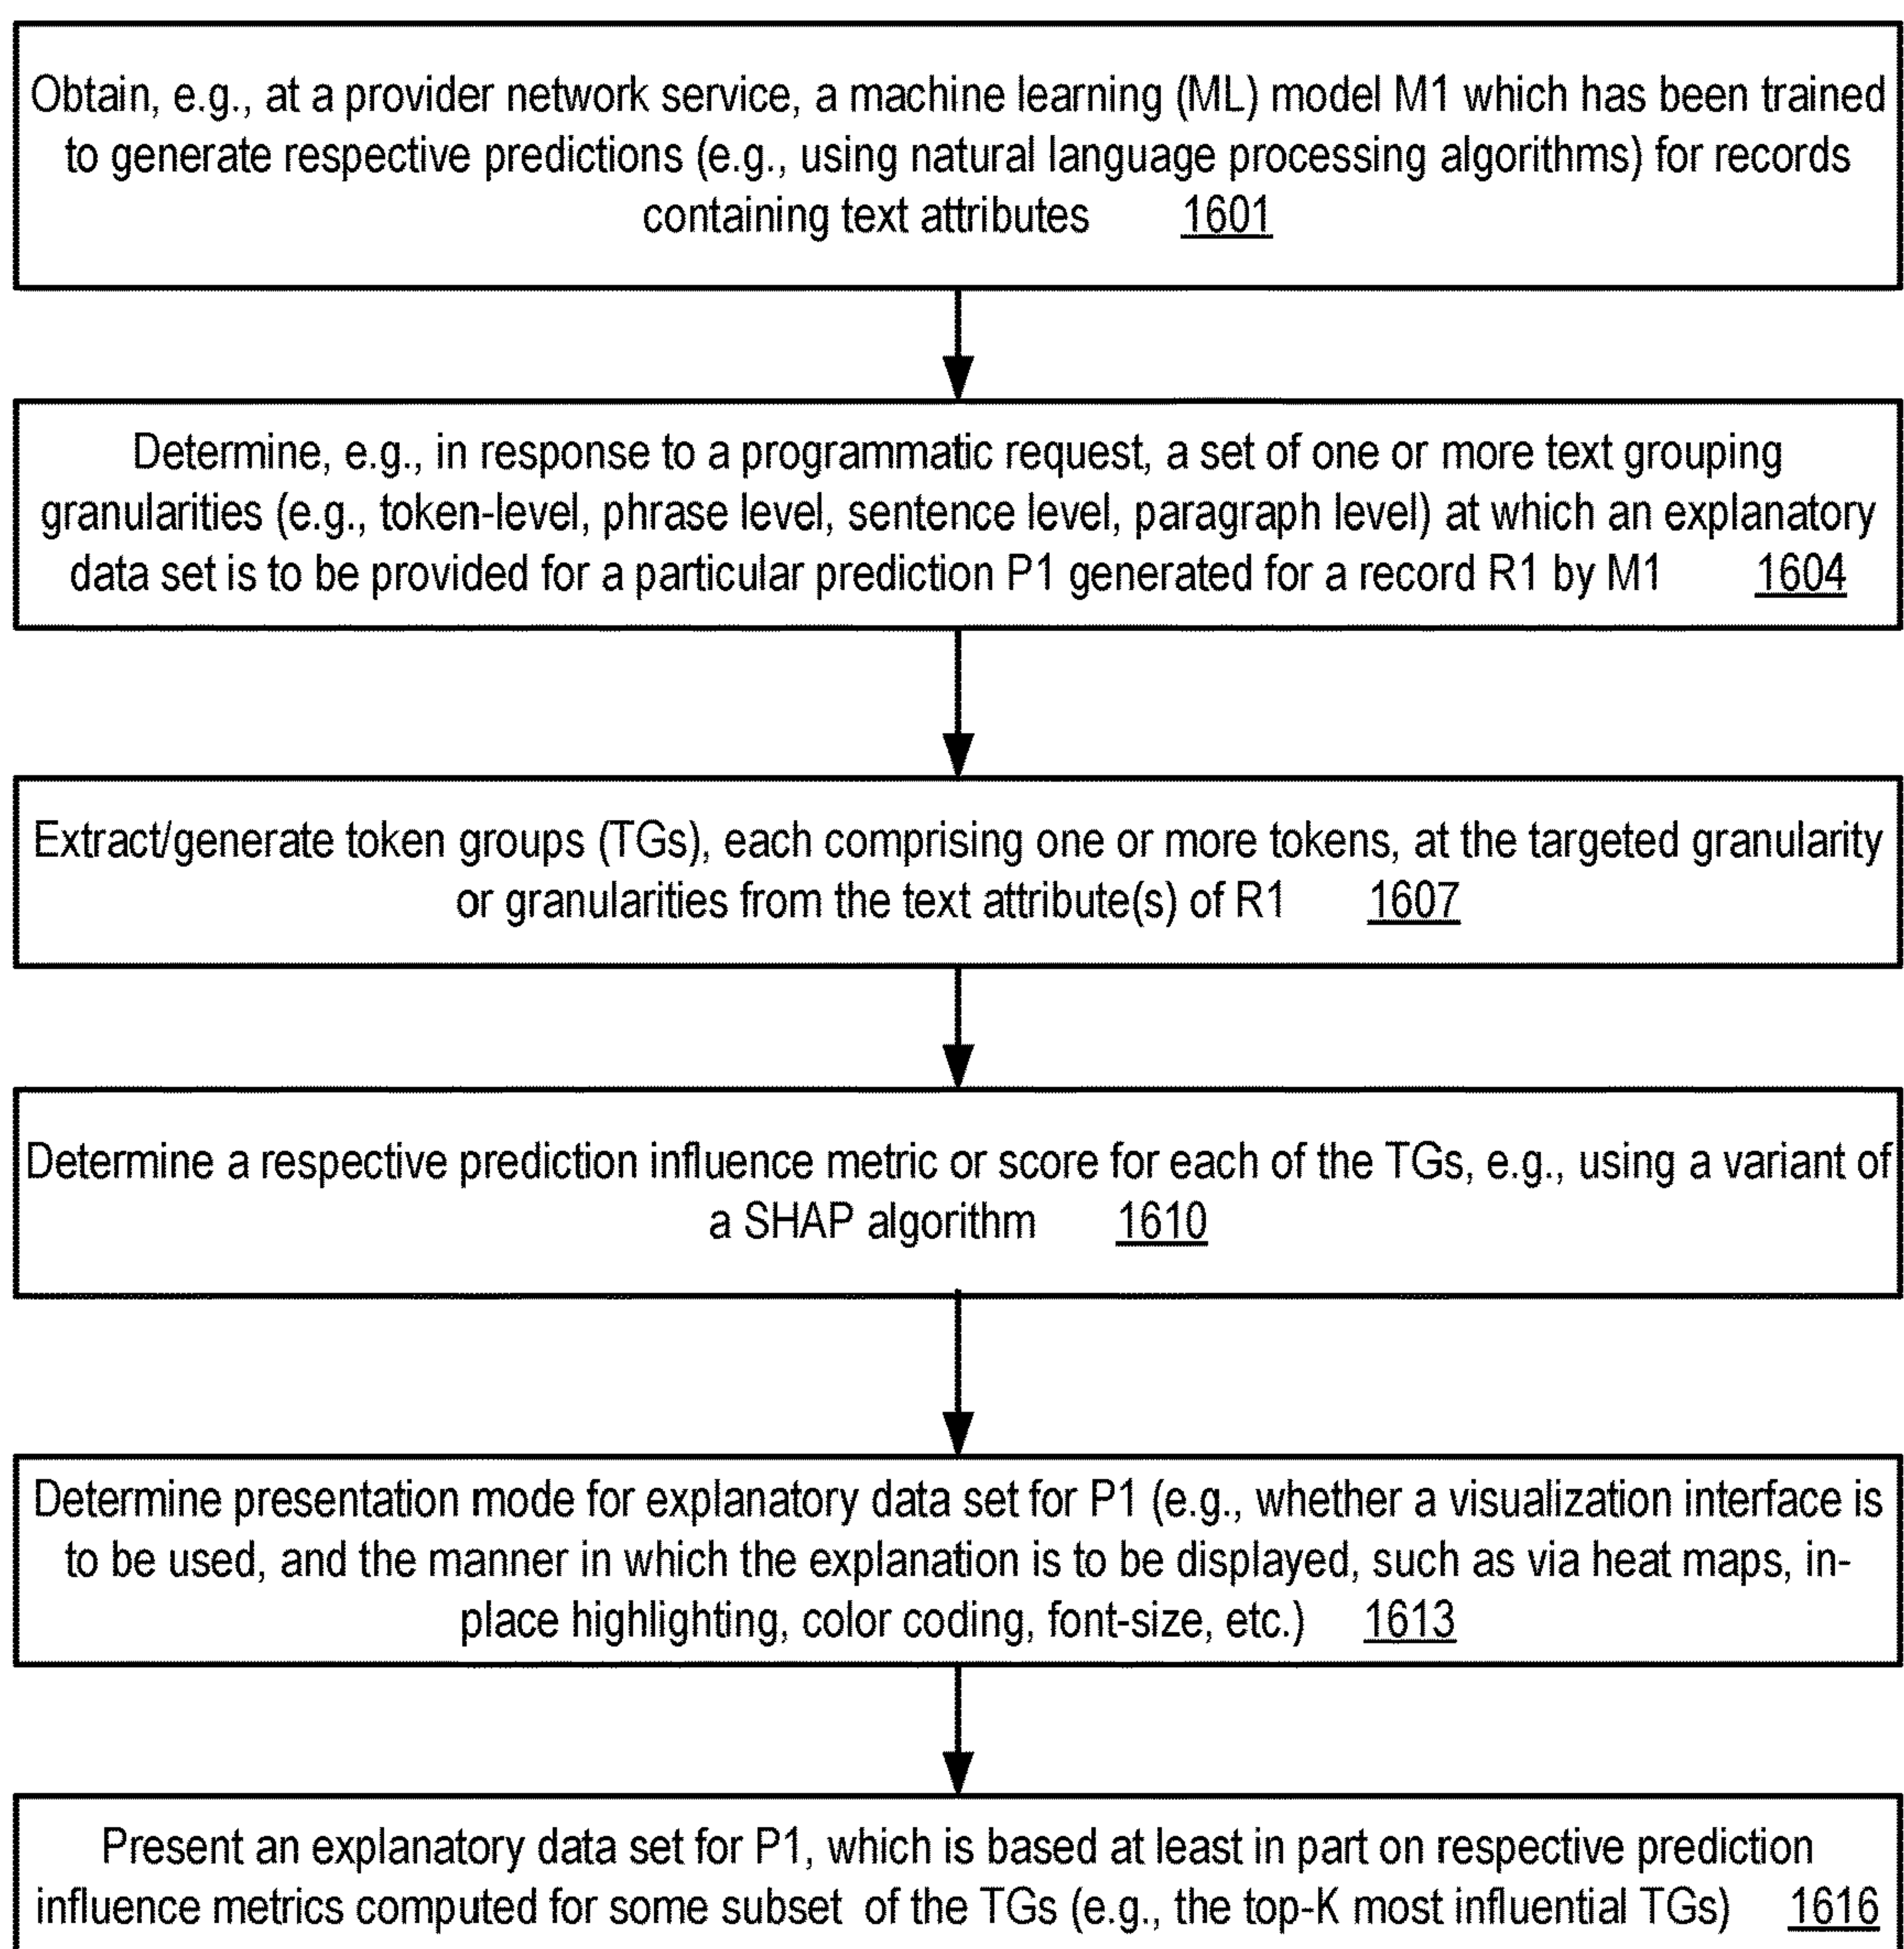 Obtain, e.g., at a provider network service, a machine learning (ML) model M1 which has been trained
to generate respective predictions (e.g., using natural language processing algorithms) for records
containing text attributes 1601
Determine, e.g., in response to a programmatic request, a set of one or more text grouping
granularities (e.g., token-level, phrase level, sentence level, paragraph level) at which an explanatory
data set is to be provided for a particular prediction P1 generated for a record R1 by M1 1604
Extract/generate token groups (TGs), each comprising one or more tokens, at the targeted granularity
or granularities from the text attribute(s) of R1 1607
Determine a respective prediction influence metric or score for each of the TGs, e.g., using a variant of
a SHAP algorithm 1610
Determine presentation mode for explanatory data set for P1 (e.g., whether a visualization interface is
to be used, and the manner in which the explanation is to be displayed, such as via heat maps, in-
place highlighting, color coding, font-size, etc.) 1613
Present an explanatory data set for P1, which is based at least in part on respective prediction
influence metrics computed for some subset of the TGs (e.g., the top-K most influential TGs) 1616